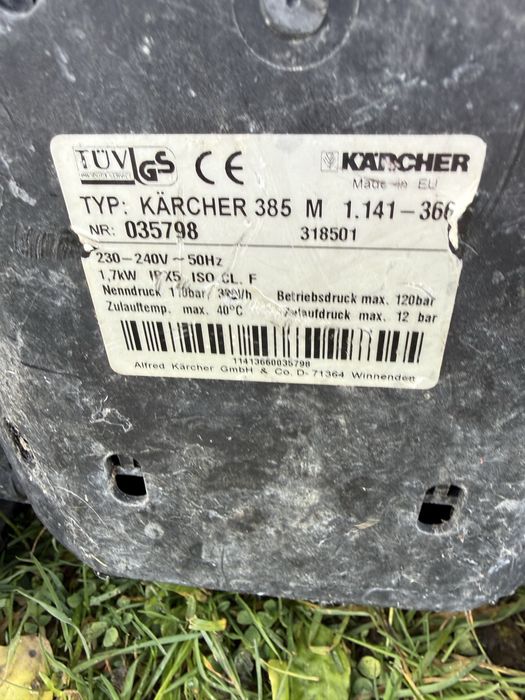 TÜV GS CE KÄRCHER
Made in EU
TYP: KÄRCHER 385 M 1.141-366
NR: 035798 318501
230-240V ~ 50Hz
1,7kW IPX5 ISO CL. F
Nenndruck bar, l/h Betriebsdruck max. 120bar
Zulauftemp. max. 40°C Zulaufdruck max. 12 bar
11413660035798
Alfred Kärcher GmbH & Co. D-71364 Winnenden